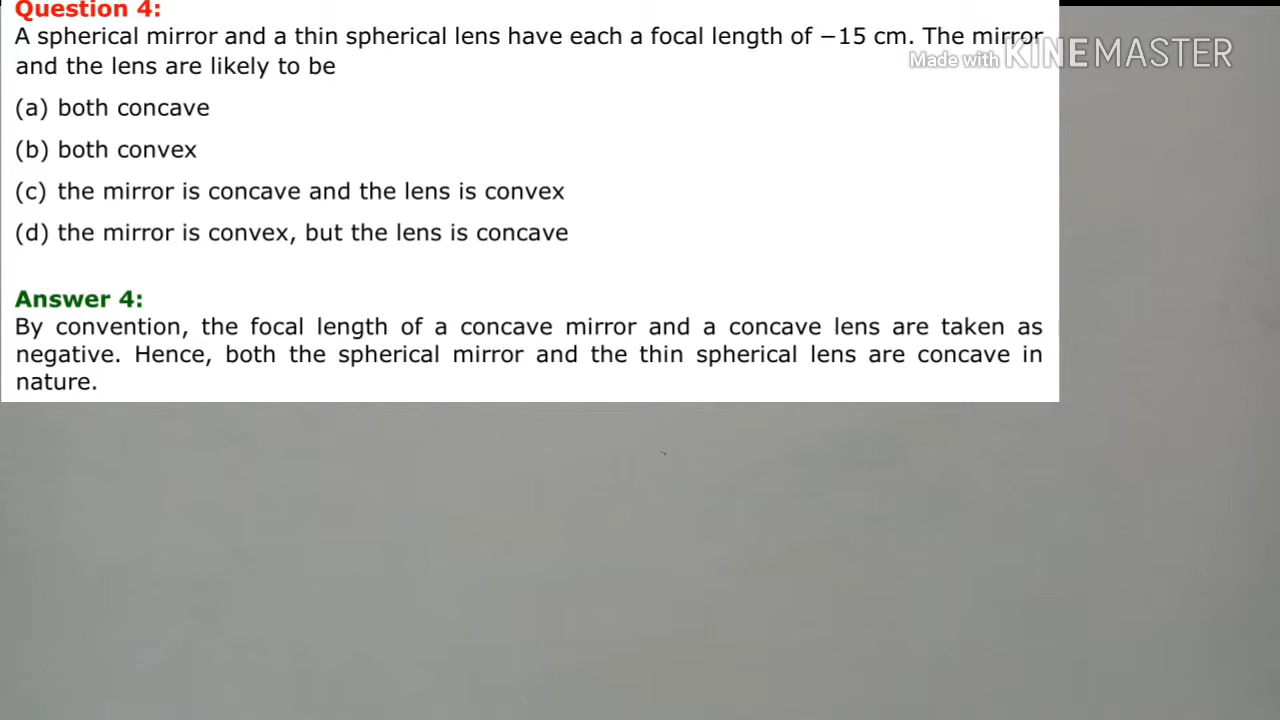 Question 4:
A spherical mirror and a thin spherical lens have each a focal length of −15 cm. The mirror
and the lens are likely to be
Made with KINEMASTER
(a) both concave
(b) both convex
(c) the mirror is concave and the lens is convex
(d) the mirror is convex, but the lens is concave
Answer 4:
By convention, the focal length of a concave mirror and a concave lens are taken as
negative. Hence, both the spherical mirror and the thin spherical lens are concave in
nature.